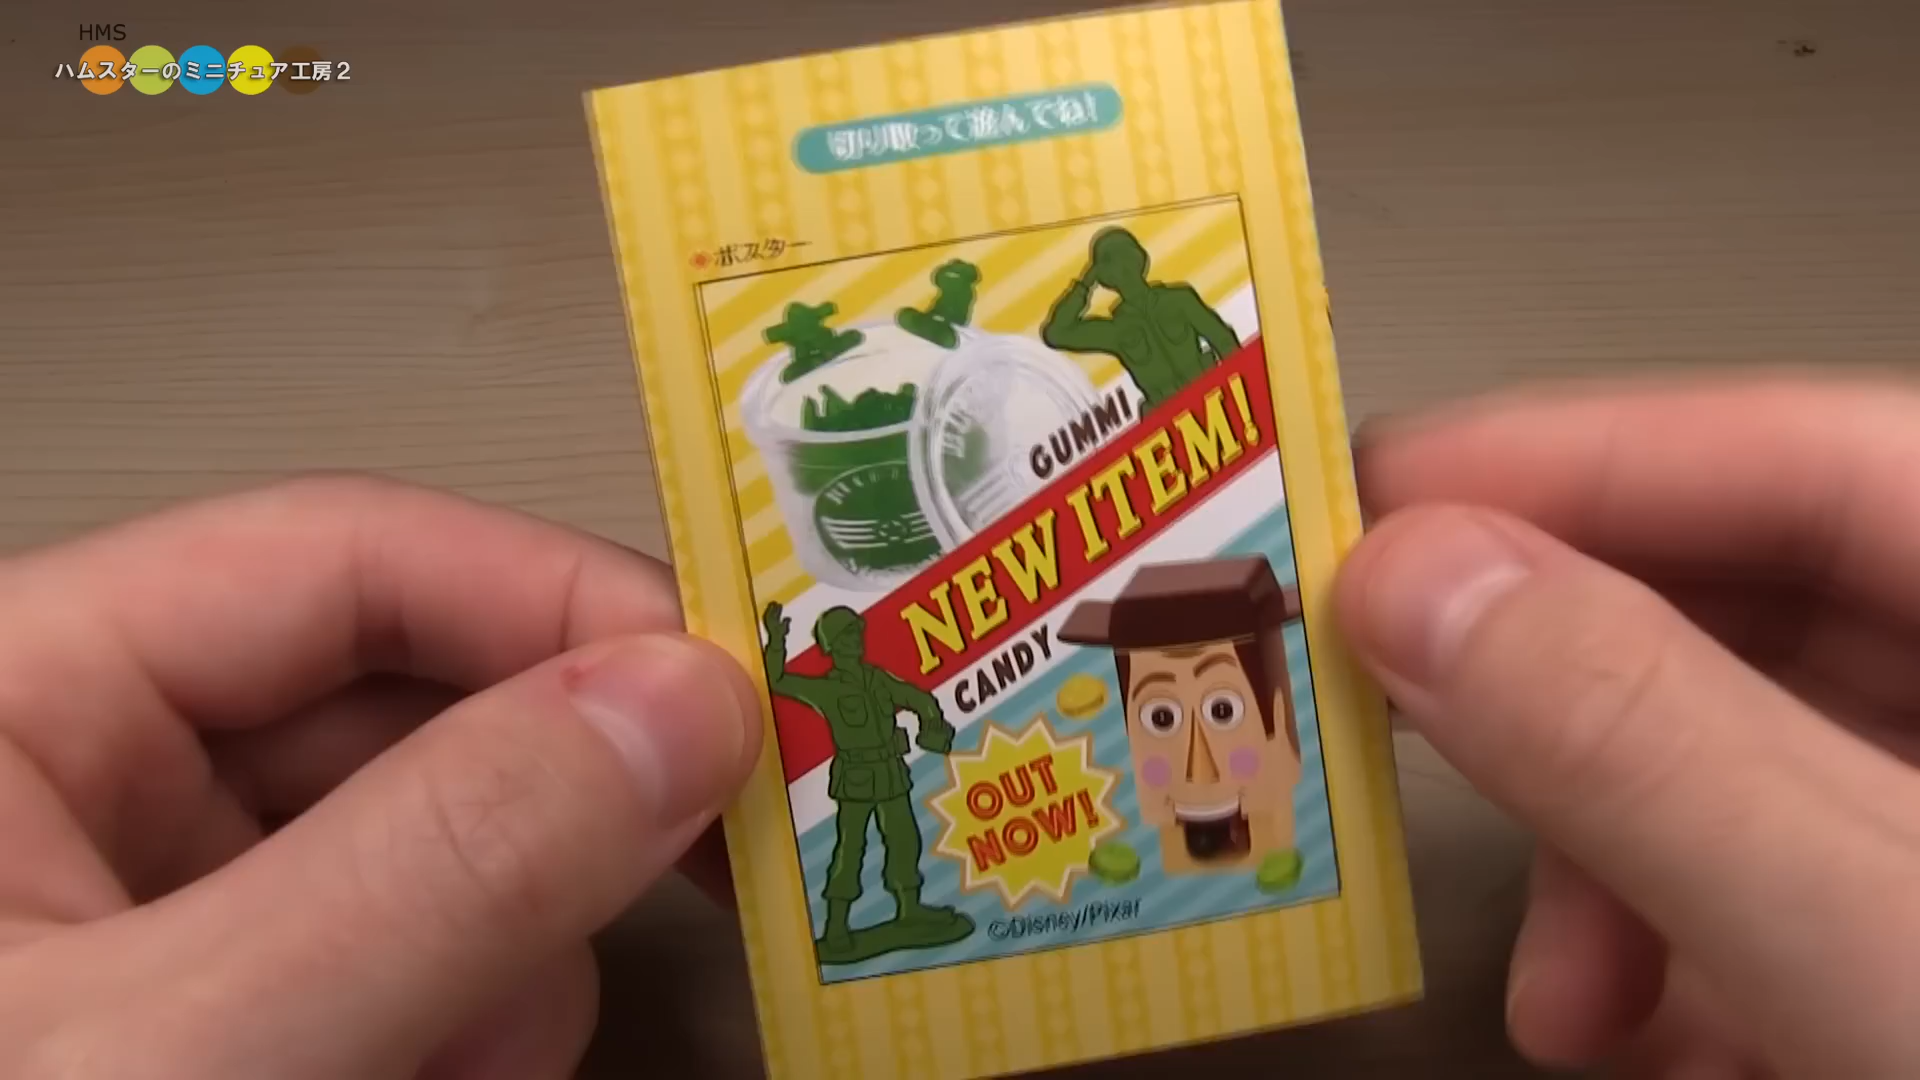 HMS
ハムスターのミニチュア工房2
切り取って遊んでね!
ポスター
GUMMI
NEW ITEM!
CANDY
OUT
NOW!
©Disney/Pixar